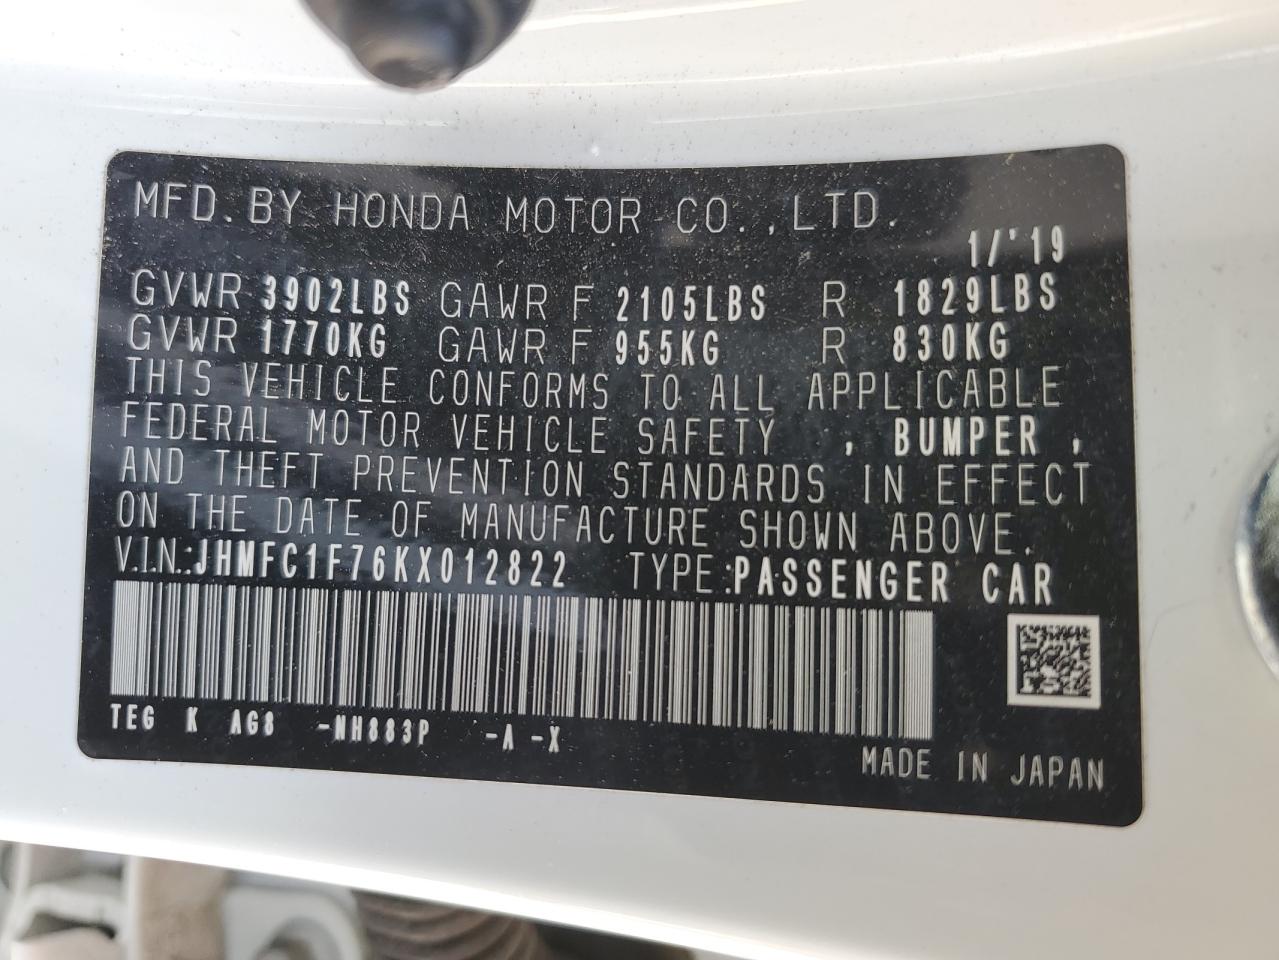 MFD. BY HONDA MOTOR CO., LTD.
1/'19
GVWR 3902LBS GAWR F 2105LBS R 1829LBS
GVWR 1770KG GAWR F 955KG R 830KG
THIS VEHICLE CONFORMS TO ALL APPLICABLE
FEDERAL MOTOR VEHICLE SAFETY , BUMPER ,
AND THEFT PREVENTION STANDARDS IN EFFECT
ON THE DATE OF MANUFACTURE SHOWN ABOVE.
V.I.N.:JHMFC1F76KX012822 TYPE:PASSENGER CAR
TEG K AG8 -NH883P -A -X
MADE IN JAPAN